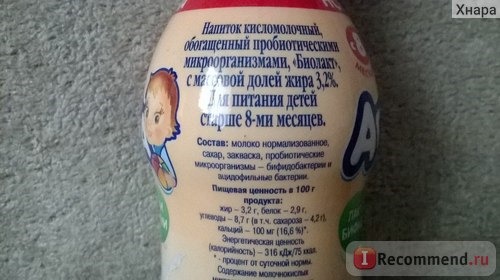 Хнара
Напиток кисломолочный,
обогащенный пробиотическими
микроорганизмами, «Биолакт»,
с массовой долей жира 3,2%.
Для питания детей
старше 8-ми месяцев.
Состав: молоко нормализованное,
сахар, закваска, пробиотические
микроорганизмы – бифидобактерии и
ацидофильные бактерии.
Пищевая ценность в 100 г
продукта:
жир – 3,2 г, белок – 2,9 г,
углеводы – 8,7 г (в т.ч. сахароза – 4,2 г),
кальций – 100 мг (16,6 %)*.
Энергетическая ценность
(калорийность) – 316 кДж/75 ккал.
* - процент от суточной нормы.
Содержание молочнокислых
8
I Recommend.ru